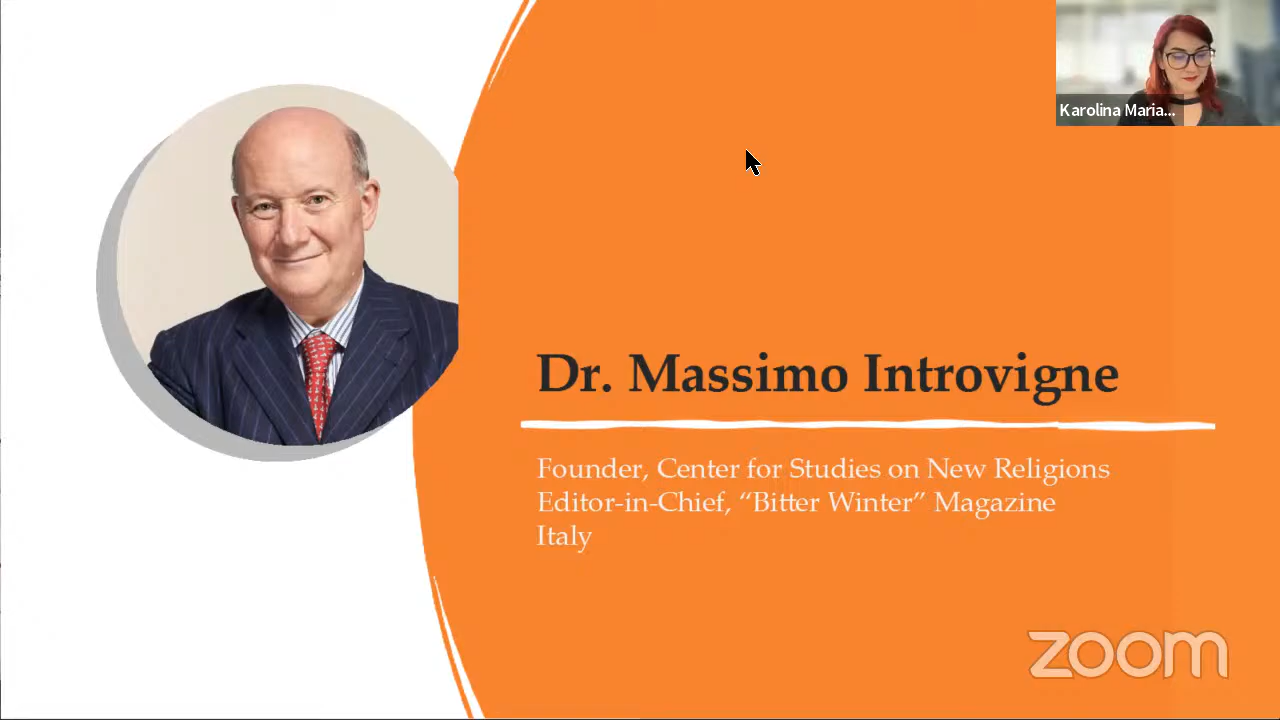 Karolina Maria...
Dr. Massimo Introvigne
Founder, Center for Studies on New Religions
Editor-in-Chief, “Bitter Winter” Magazine
Italy
zoom